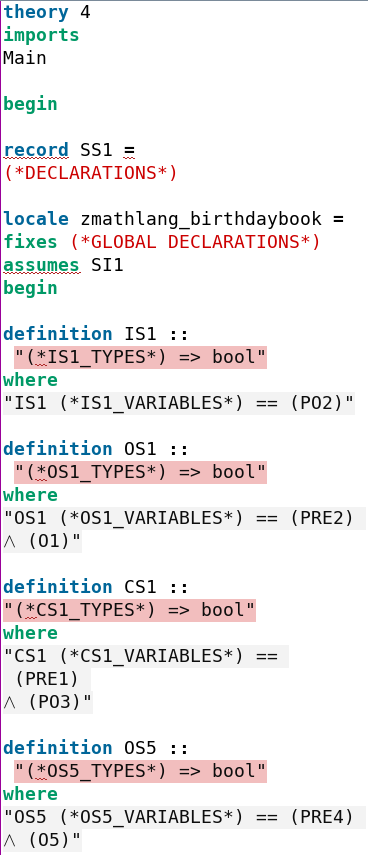 theory 4
imports
Main
begin
record SS1 =
(*DECLARATIONS*)
locale zmathlang_birthdaybook =
fixes (*GLOBAL DECLARATIONS*)
assumes SI1
begin
definition IS1 ::
"(*IS1_TYPES*) => bool"
where
"IS1 (*IS1_VARIABLES*) == (PO2)"
definition OS1 ::
"(*OS1_TYPES*) => bool"
where
"OS1 (*OS1_VARIABLES*) == (PRE2)
∧ (O1)"
definition CS1 ::
"(*CS1_TYPES*) => bool"
where
"CS1 (*CS1_VARIABLES*) ==
(PRE1)
∧ (PO3)"
definition OS5 ::
"(*OS5_TYPES*) => bool"
where
"OS5 (*OS5_VARIABLES*) == (PRE4)
∧ (O5)"